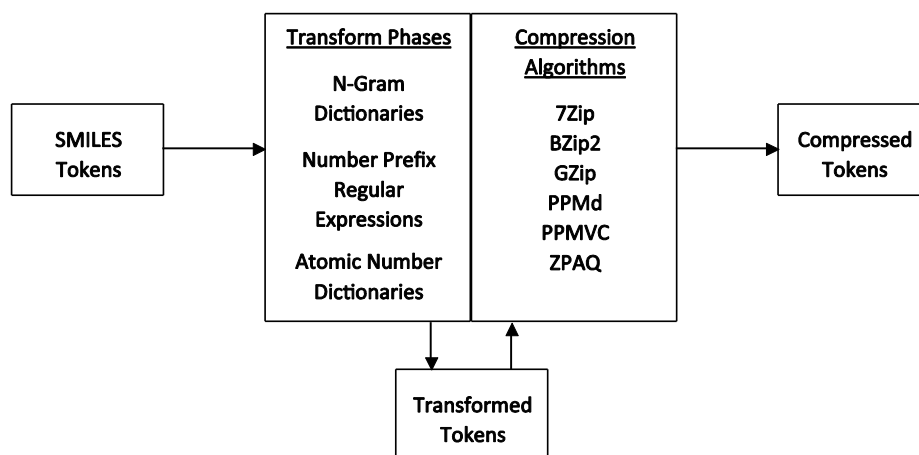 SMILES
Tokens
Transform Phases
N-Gram
Dictionaries
Number Prefix
Regular
Expressions
Atomic Number
Dictionaries
Compression
Algorithms
7Zip
BZip2
GZip
PPMd
PPMVC
ZPAQ
Compressed
Tokens
Transformed
Tokens